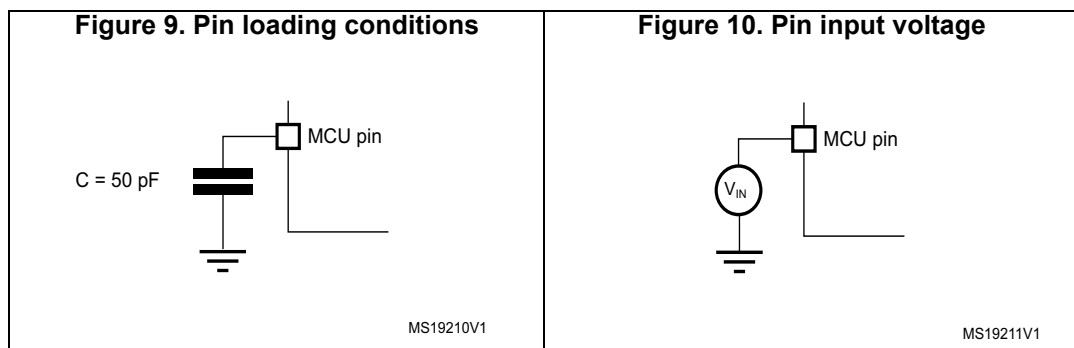 Figure 9. Pin loading conditions
MCU pin
C = 50 pF
MS19210V1
Figure 10. Pin input voltage
MCU pin
VIN
MS19211V1